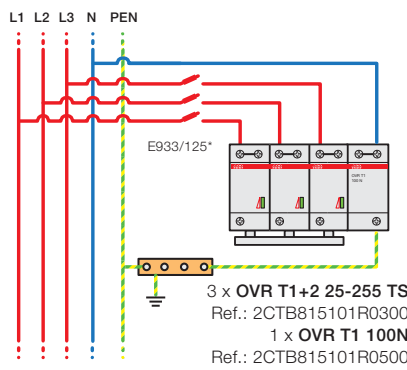 L1 L2 L3 N PEN
E933/125*
OVR T1
100 N
3 x OVR T1+2 25-255 TS
Ref.: 2CTB815101R0300
1 x OVR T1 100N
Ref.: 2CTB815101R0500